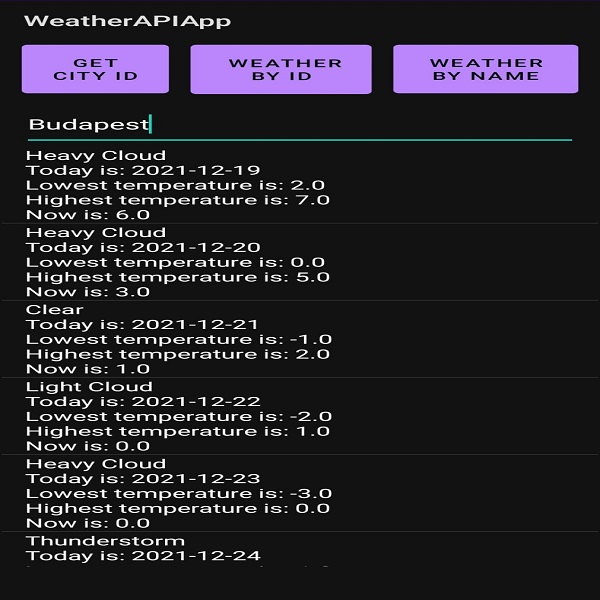 WeatherAPIApp
GET CITY ID
WEATHER BY ID
WEATHER BY NAME
Budapest
Heavy Cloud
Today is: 2021-12-19
Lowest temperature is: 2.0
Highest temperature is: 7.0
Now is: 6.0
Heavy Cloud
Today is: 2021-12-20
Lowest temperature is: 0.0
Highest temperature is: 5.0
Now is: 3.0
Clear
Today is: 2021-12-21
Lowest temperature is: -1.0
Highest temperature is: 2.0
Now is: 1.0
Light Cloud
Today is: 2021-12-22
Lowest temperature is: -2.0
Highest temperature is: 1.0
Now is: 0.0
Heavy Cloud
Today is: 2021-12-23
Lowest temperature is: -3.0
Highest temperature is: 0.0
Now is: 0.0
Thunderstorm
Today is: 2021-12-24